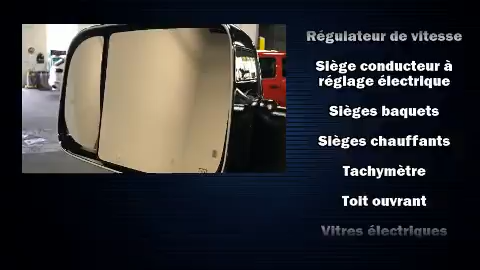 Régulateur de vitesse
Siège conducteur à
réglage électrique
Sièges baquets
Sièges chauffants
Tachymètre
Toit ouvrant
Vitres électriques